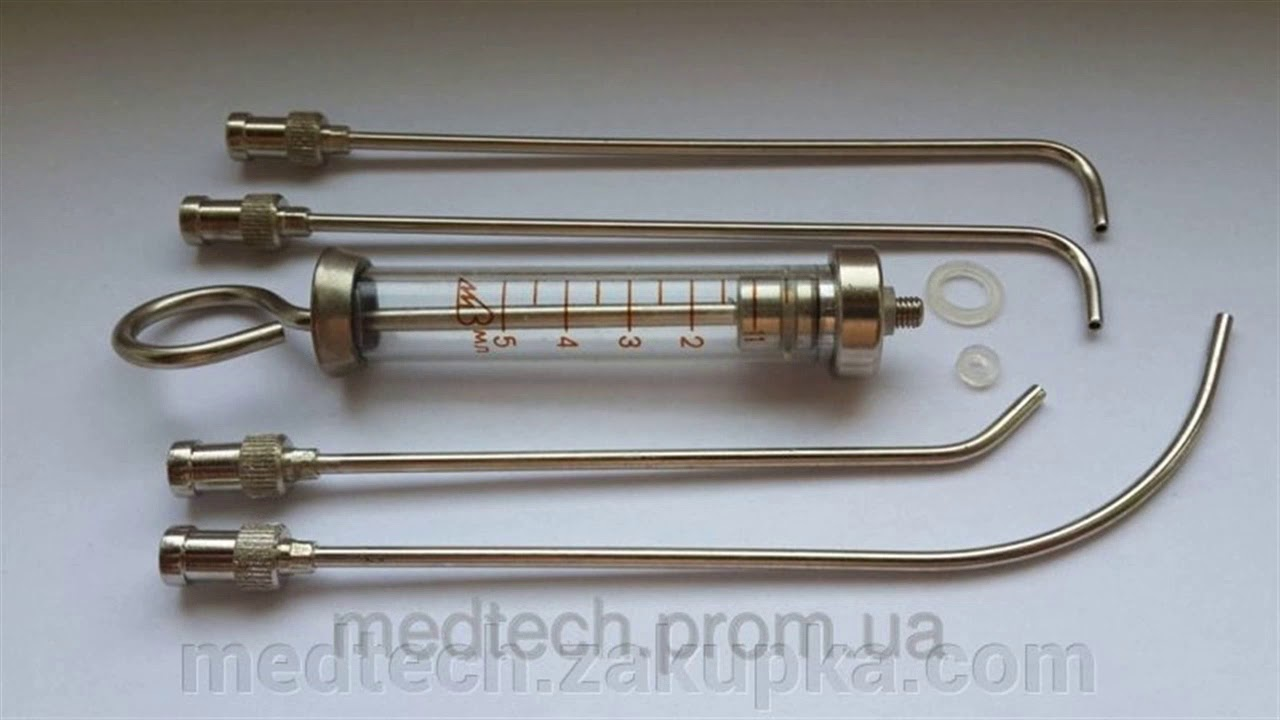 мл 5 4 3 2 1
medtech.prom.ua
medtech.zakupka.com